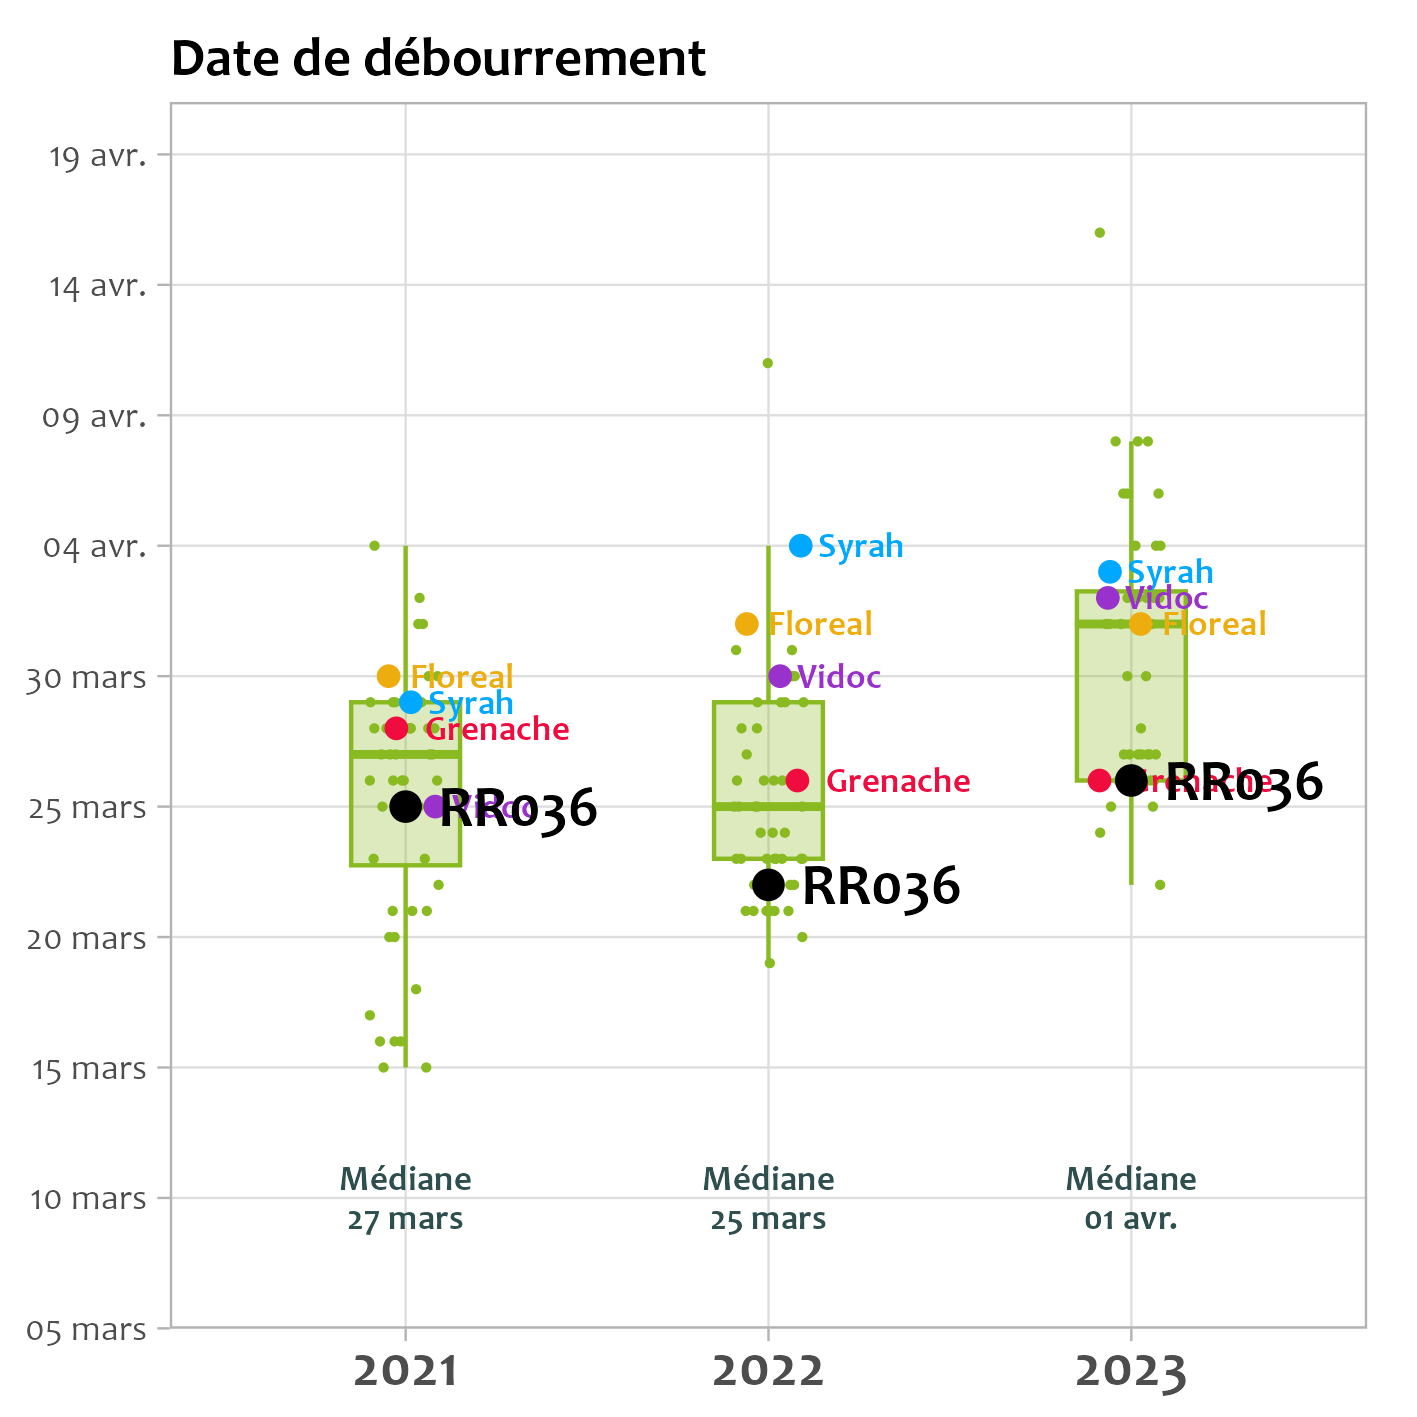 Date de débourrement
19 avr.
14 avr.
09 avr.
04 avr.
30 mars
25 mars
20 mars
15 mars
10 mars
05 mars
Floreal
Syrah
Grenache
Vidoc
RR036
Médiane
27 mars
Syrah
Floreal
Vidoc
Grenache
RR036
Médiane
25 mars
Syrah
Vidoc
Floreal
Grenache
RR036
Médiane
01 avr.
2021
2022
2023